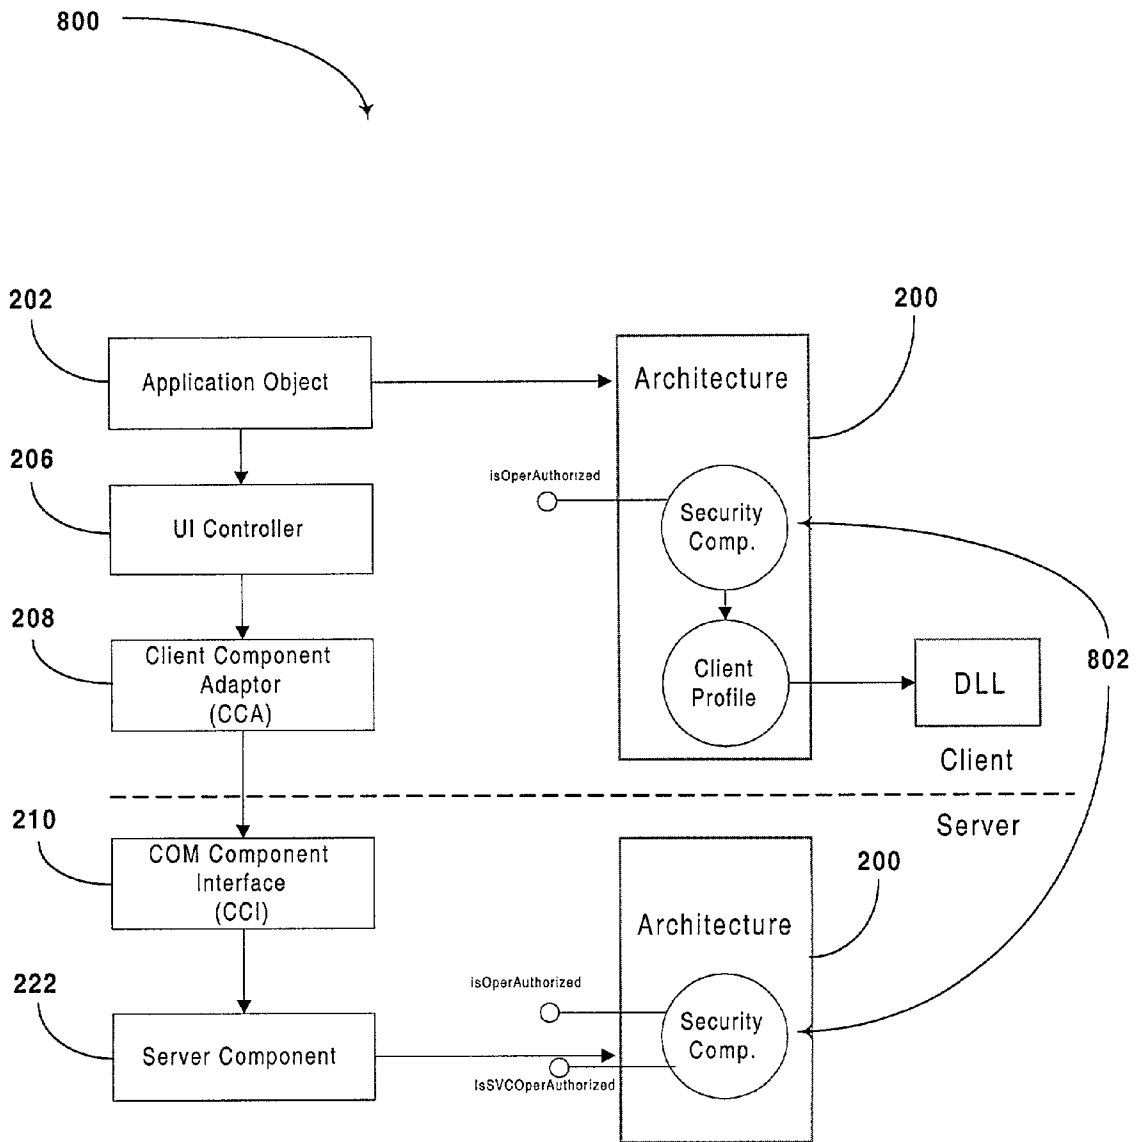 800
202
200
Application Object
Architecture
206
isOperAuthorized
UI Controller
Security
Comp.
208
Client Component
Adaptor
(CCA)
Client
Profile
DLL
802
Client
Server
210
COM Component
Interface
(CCI)
200
Architecture
222
isOperAuthorized
Server Component
Security
Comp.
IsSVCOperAuthorized